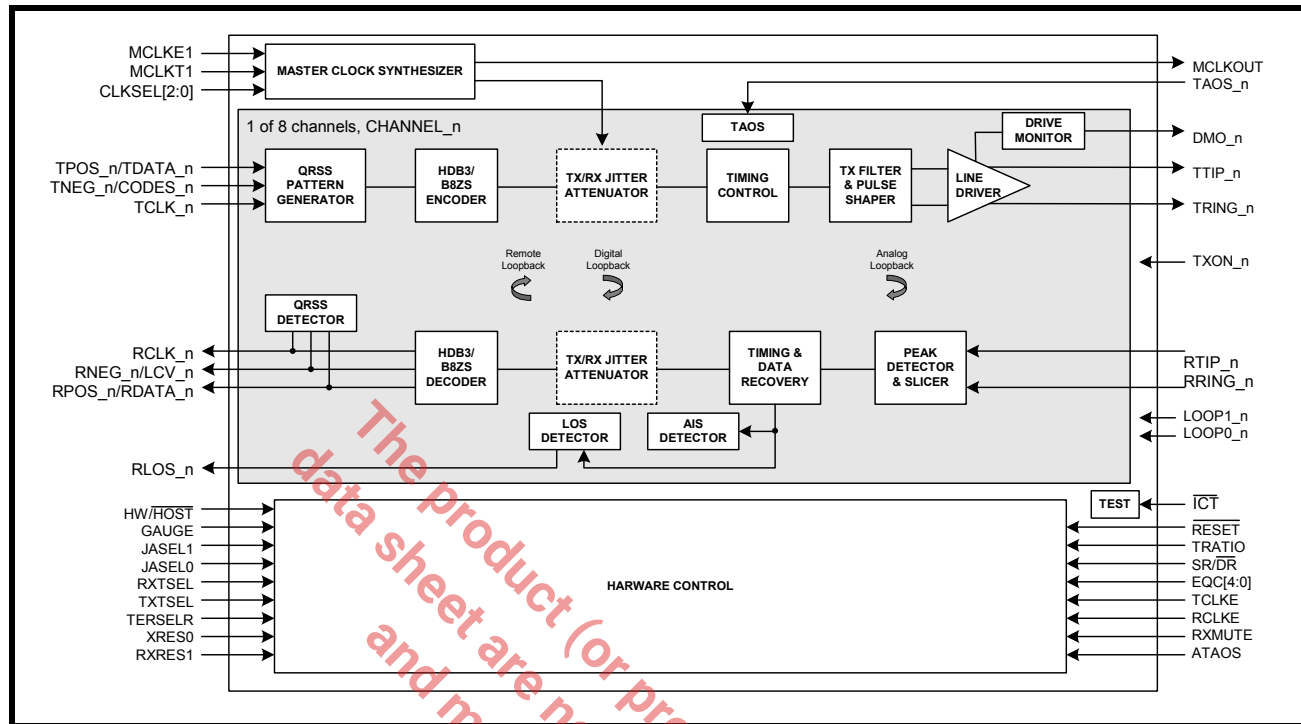 MCLKE1
MCLKT1
CLKSEL[2:0]
MASTER CLOCK SYNTHESIZER
MCLKOUT
TAOS_n
1 of 8 channels, CHANNEL_n
TAOS
DRIVE
MONITOR
DMO_n
TPOS_n/TDATA_n
TNEG_n/CODES_n
TCLK_n
QRSS
PATTERN
GENERATOR
HDB3/
B8ZS
ENCODER
TX/RX JITTER
ATTENUATOR
TIMING
CONTROL
TX FILTER
& PULSE
SHAPER
LINE
DRIVER
TTIP_n
TRING_n
Remote
Loopback
Digital
Loopback
Analog
Loopback
TXON_n
QRSS
DETECTOR
RCLK_n
RNEG_n/LCV_n
RPOS_n/RDATA_n
HDB3/
B8ZS
DECODER
TX/RX JITTER
ATTENUATOR
TIMING &
DATA
RECOVERY
PEAK
DETECTOR
& SLICER
RTIP_n
RRING_n
LOS
DETECTOR
AIS
DETECTOR
LOOP1_n
LOOP0_n
RLOS_n
TEST
ICT
HW/HOST
GAUGE
JASEL1
JASEL0
RXTSEL
TXTSEL
TERSELR
XRES0
RXRES1
HARWARE CONTROL
RESET
TRATIO
SR/DR
EQC[4:0]
TCLKE
RCLKE
RXMUTE
ATAOS
The product (or pro
data sheet are n
and m